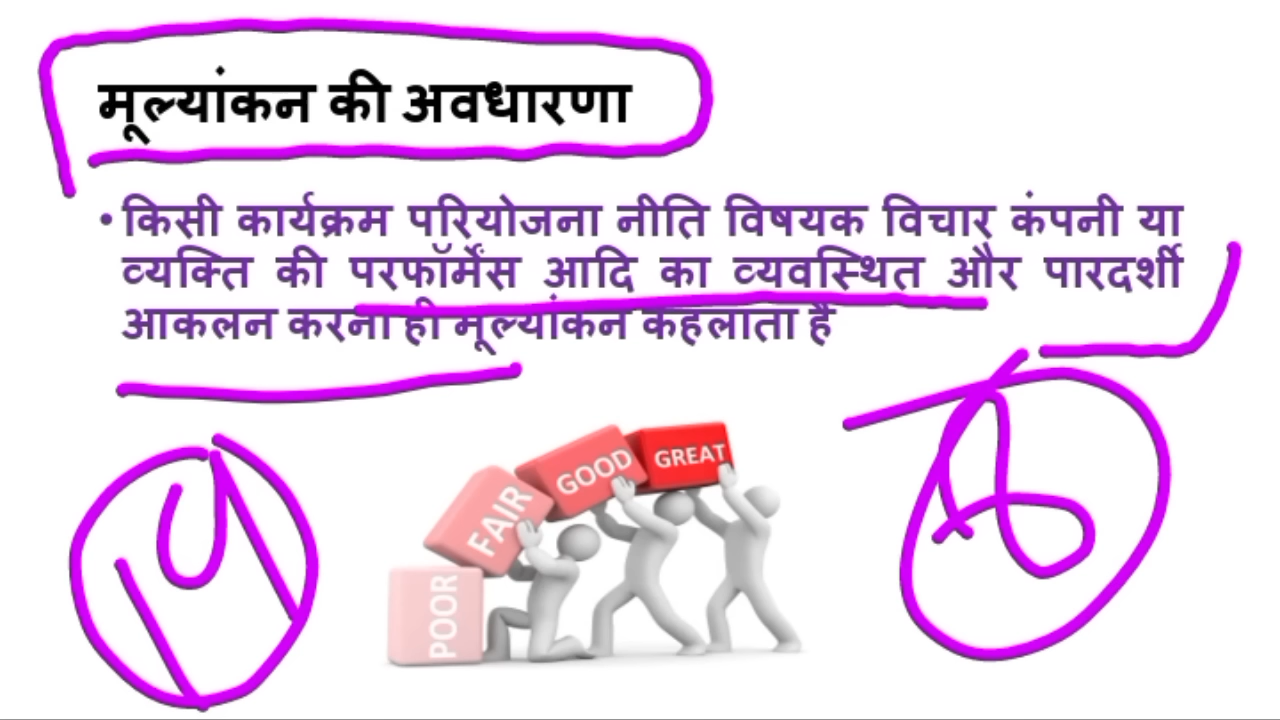 मूल्यांकन की अवधारणा
• किसी कार्यक्रम परियोजना नीति विषयक विचार कंपनी या
व्यक्ति की परफॉर्मेंस आदि का व्यवस्थित और पारदर्शी
आकलन करना ही मूल्यांकन कहलाता है
GREAT
GOOD
FAIR
POOR